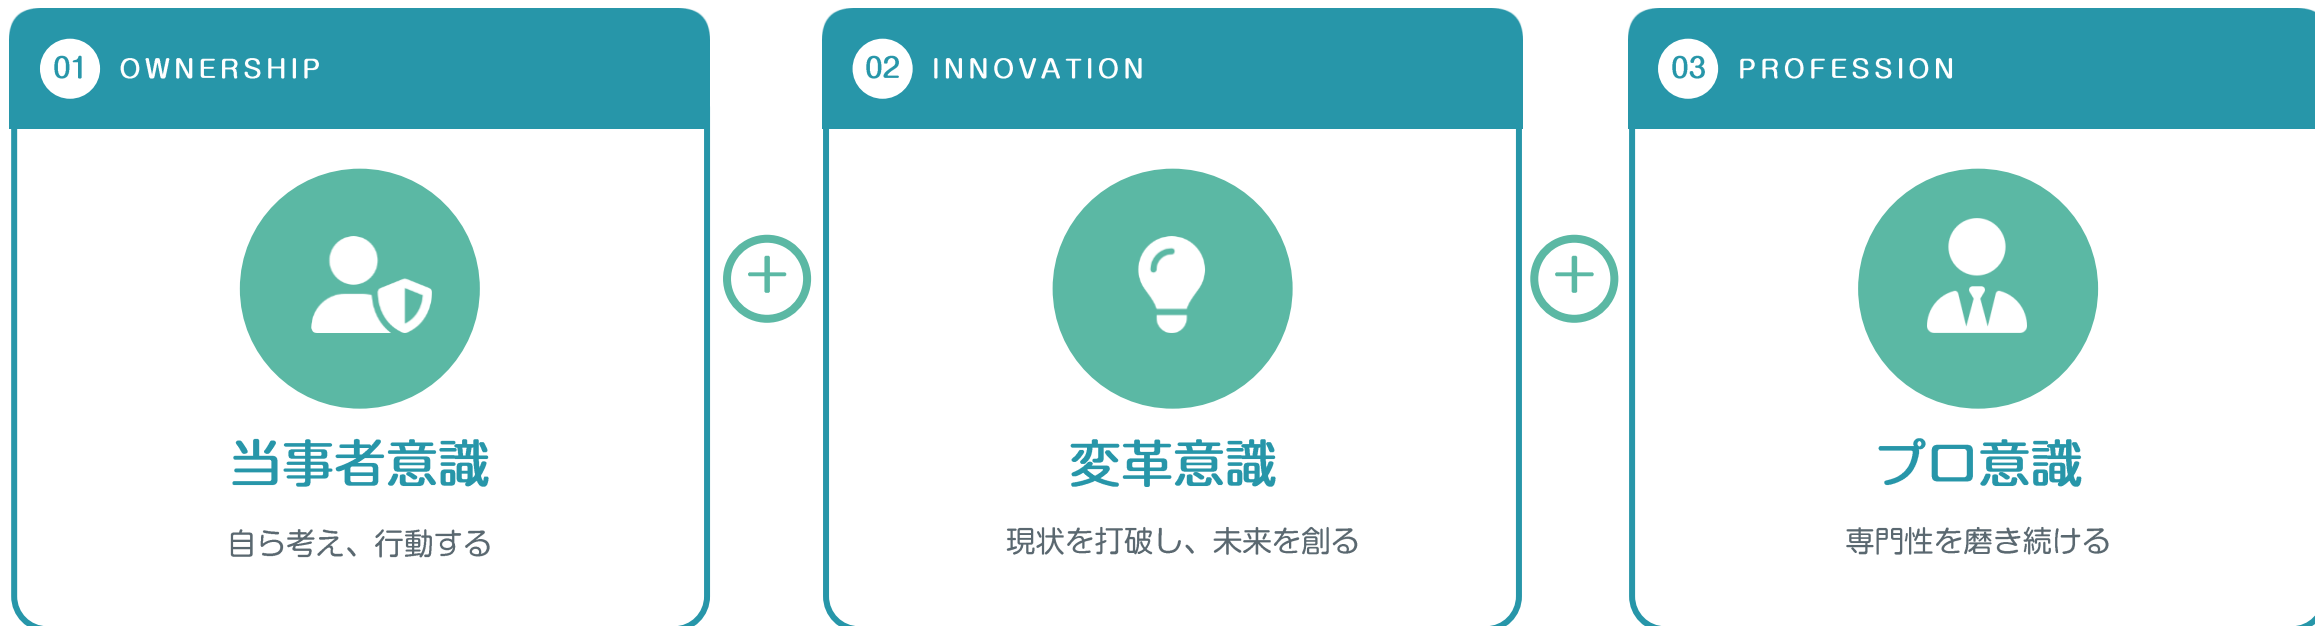 01 OWNERSHIP
当事者意識
自ら考え、行動する
+
02 INNOVATION
変革意識
現状を打破し、未来を創る
+
03 PROFESSION
プロ意識
専門性を磨き続ける